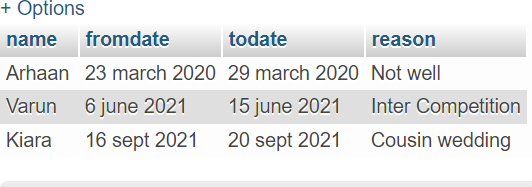 + Options
name fromdate todate reason
Arhaan 23 march 2020 29 march 2020 Not well
Varun 6 june 2021 15 june 2021 Inter Competition
Kiara 16 sept 2021 20 sept 2021 Cousin wedding